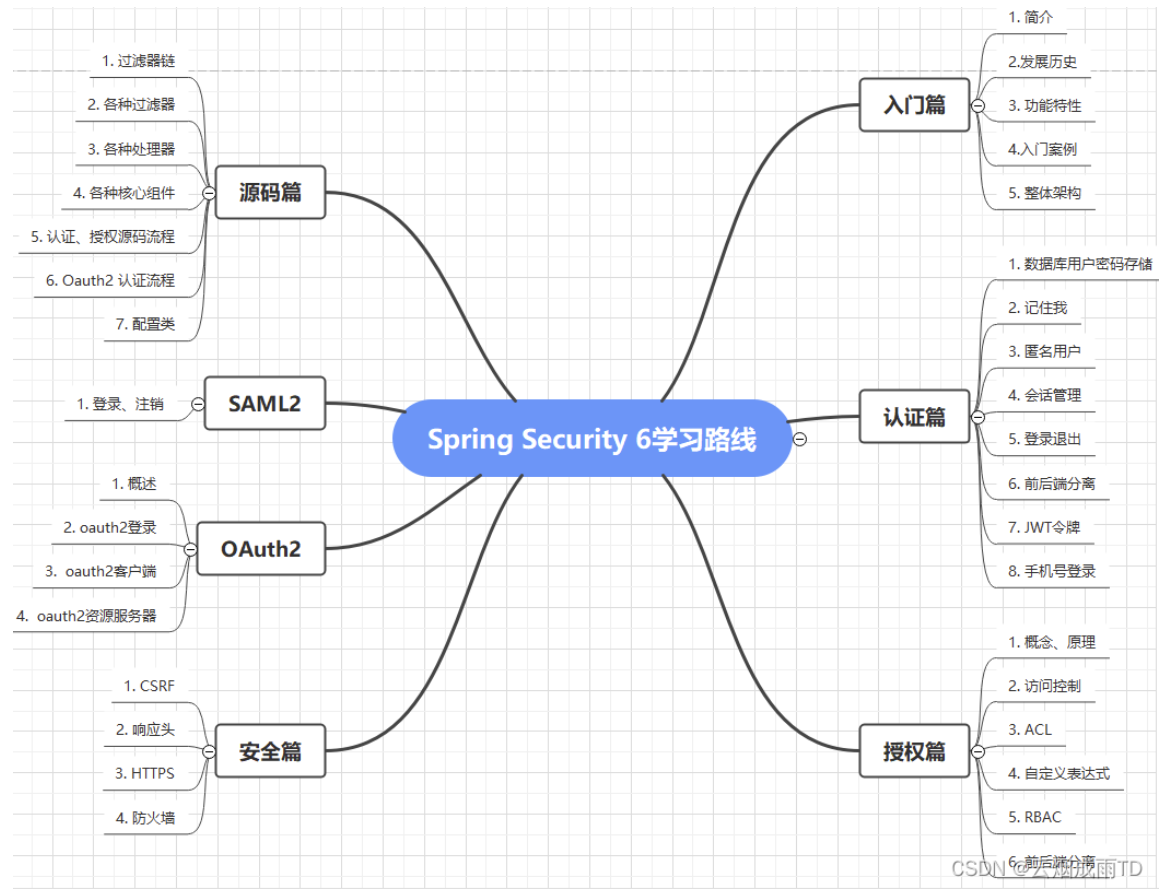 Spring Security 6学习路线
入门篇
1. 简介
2.发展历史
3. 功能特性
4.入门案例
5. 整体架构
认证篇
1. 数据库用户密码存储
2. 记住我
3. 匿名用户
4. 会话管理
5. 登录退出
6. 前后端分离
7. JWT令牌
8. 手机号登录
授权篇
1. 概念、原理
2. 访问控制
3. ACL
4. 自定义表达式
5. RBAC
6. 前后端分离
源码篇
1. 过滤器链
2. 各种过滤器
3. 各种处理器
4. 各种核心组件
5. 认证、授权源码流程
6. Oauth2 认证流程
7. 配置类
SAML2
1. 登录、注销
OAuth2
1. 概述
2. oauth2登录
3. oauth2客户端
4. oauth2资源服务器
安全篇
1. CSRF
2. 响应头
3. HTTPS
4. 防火墙
CSDN @云烟成雨TD